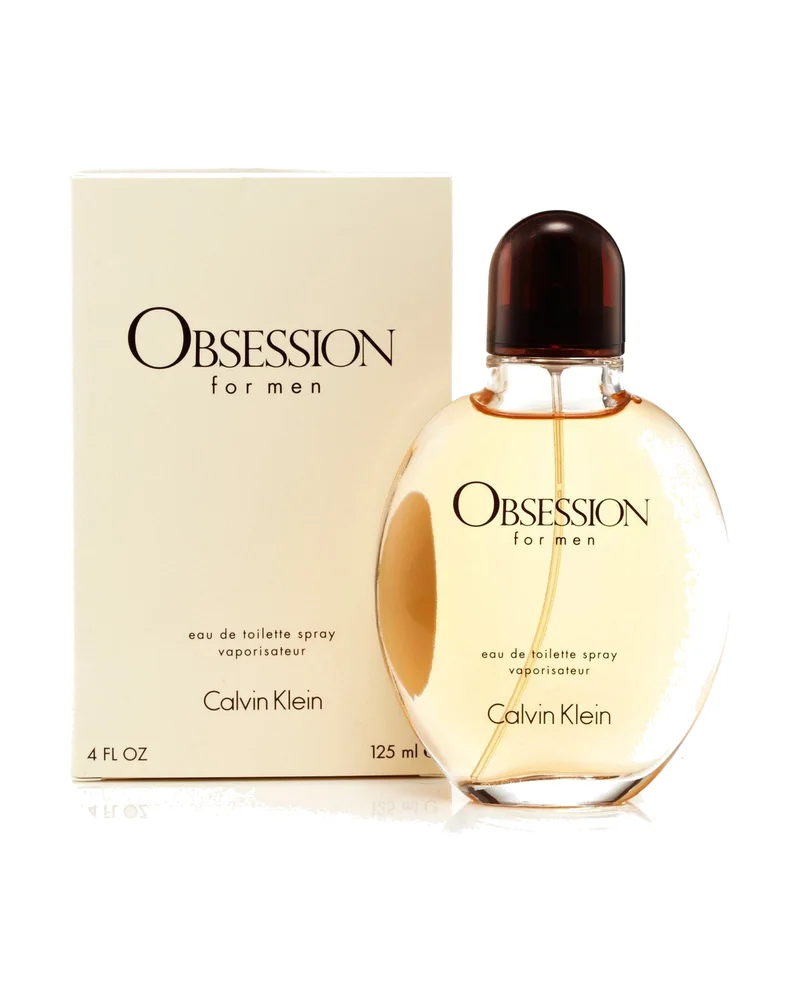 OBSESSION
for men
eau de toilette spray
vaporisateur
Calvin Klein
4 FL OZ
125 ml
OBSESSION
for men
eau de toilette spray
vaporisateur
Calvin Klein